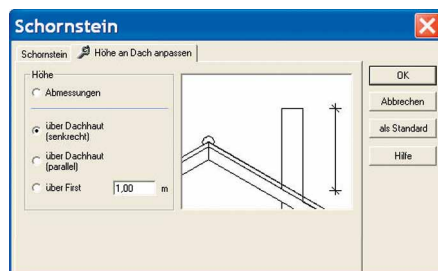 Schornstein
Schornstein Höhe an Dach anpassen
Höhe
Abmessungen
über Dachhaut
(senkrecht)
über Dachhaut
(parallel)
über First 1,00 m
OK
Abbrechen
als Standard
Hilfe